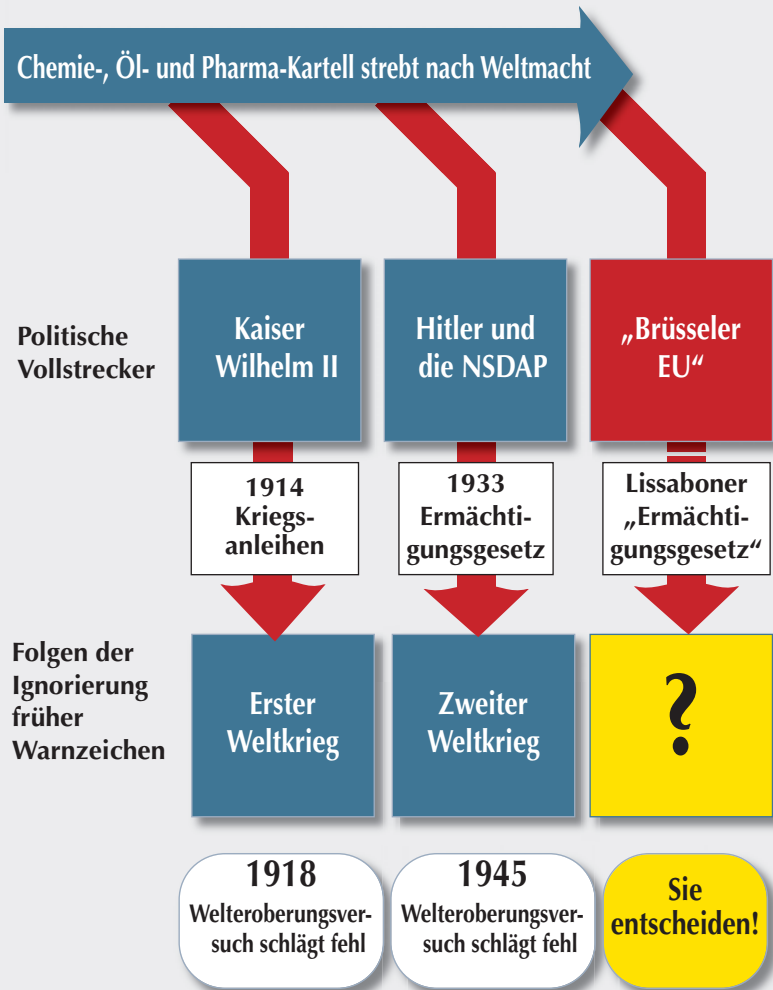 Chemie-, Öl- und Pharma-Kartell strebt nach Weltmacht
Politische
Vollstrecker
Kaiser
Wilhelm II
Hitler und
die NSDAP
„Brüsseler
EU“
1914
Kriegs-
anleihen
1933
Ermächti-
gungsgesetz
Lissaboner
„Ermächti-
gungsgesetz“
Folgen der
Ignorierung
früher
Warnzeichen
Erster
Weltkrieg
Zweiter
Weltkrieg
?
1918
Welteroberungsver-
such schlägt fehl
1945
Welteroberungsver-
such schlägt fehl
Sie
entscheiden!